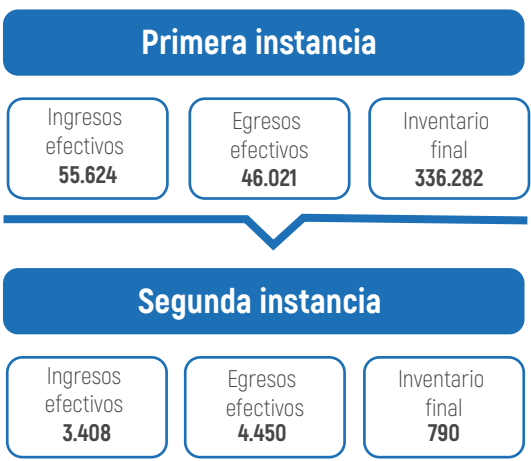 Primera instancia
Ingresos
efectivos
55.624
Egresos
efectivos
46.021
Inventario
final
336.282
Segunda instancia
Ingresos
efectivos
3.408
Egresos
efectivos
4.450
Inventario
final
790